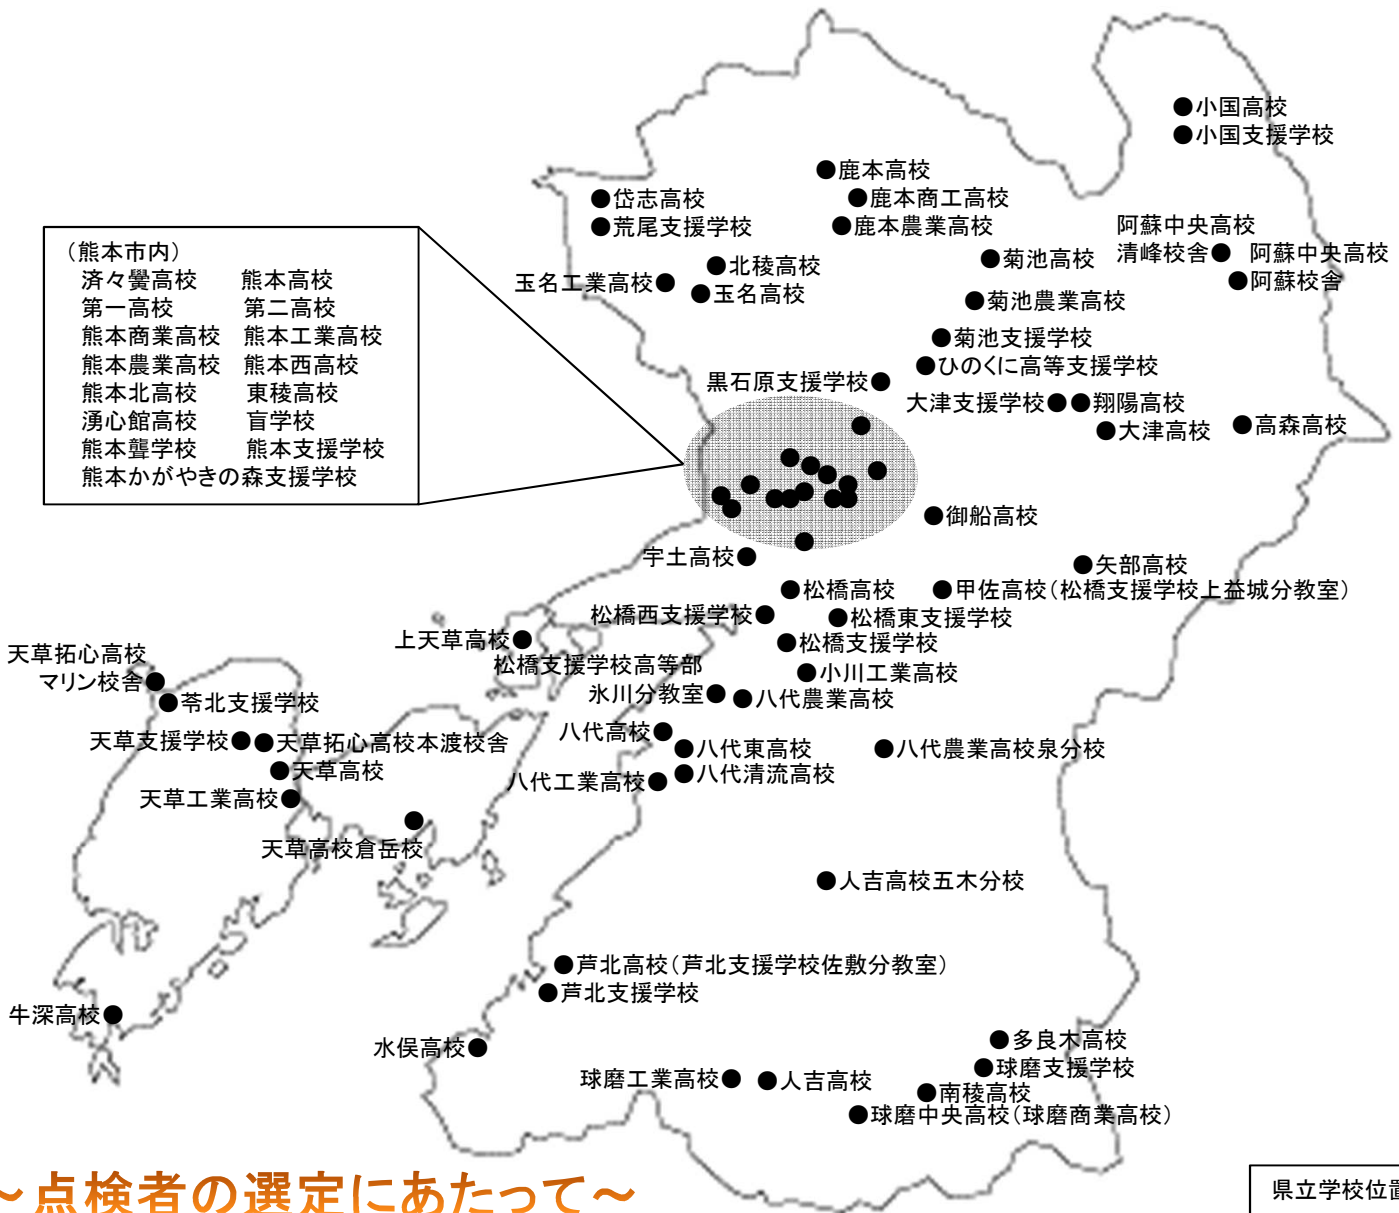 小国高校
小国支援学校
鹿本高校
鹿本商工高校
鹿本農業高校
岱志高校
荒尾支援学校
阿蘇中央高校
清峰校舎
阿蘇中央高校
阿蘇校舎
北稜高校
玉名工業高校
玉名高校
菊池高校
菊池農業高校
菊池支援学校
ひのくに高等支援学校
黒石原支援学校
大津支援学校
翔陽高校
大津高校
高森高校
（熊本市内）
済々黌高校 熊本高校
第一高校 第二高校
熊本商業高校 熊本工業高校
熊本農業高校 熊本西高校
熊本北高校 東稜高校
湧心館高校 盲学校
熊本聾学校 熊本支援学校
熊本かがやきの森支援学校
御船高校
宇土高校
矢部高校
松橋高校
甲佐高校（松橋支援学校上益城分教室）
松橋西支援学校
松橋東支援学校
上天草高校
松橋支援学校
松橋支援学校高等部
氷川分教室
小川工業高校
八代農業高校
天草拓心高校
マリン校舎
苓北支援学校
天草支援学校
天草拓心高校本渡校舎
天草高校
天草工業高校
天草高校倉岳校
八代高校
八代東高校
八代農業高校泉分校
八代工業高校
八代清流高校
人吉高校五木分校
芦北高校（芦北支援学校佐敷分教室）
芦北支援学校
牛深高校
水俣高校
多良木高校
球磨支援学校
球磨工業高校
人吉高校
南稜高校
球磨中央高校（球磨商業高校）
～点検者の選定にあたって～
県立学校位置